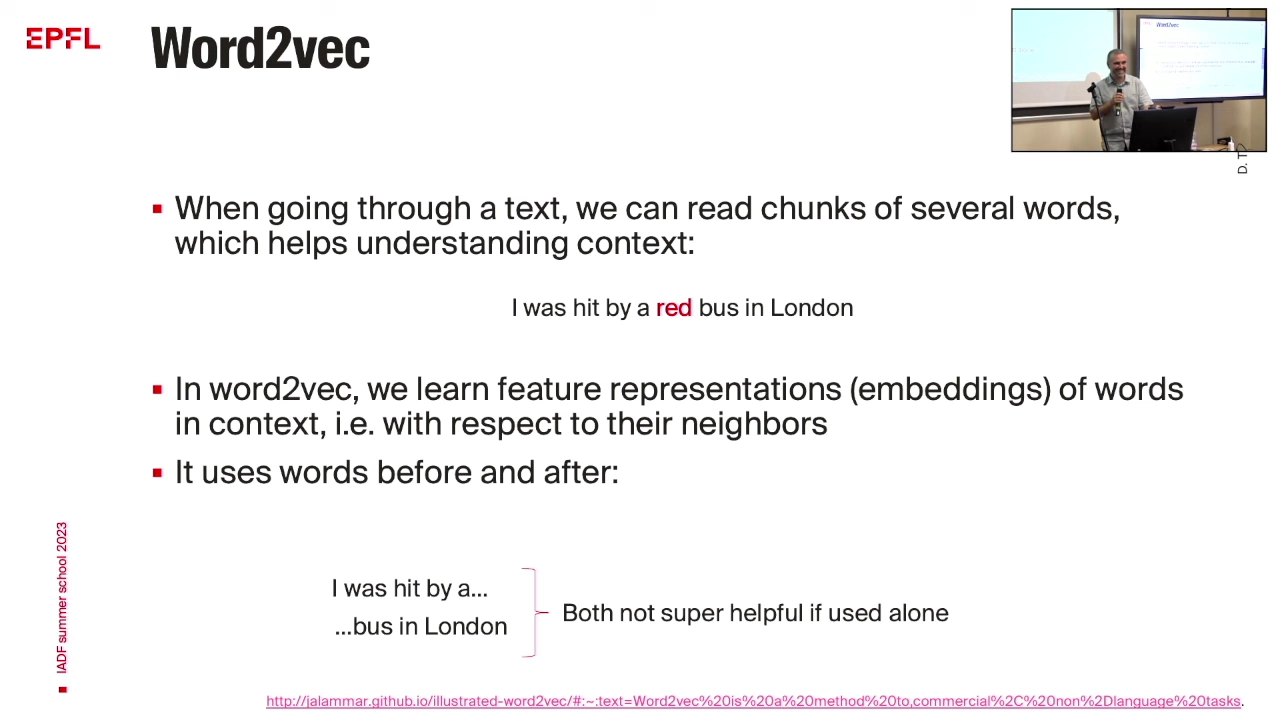 EPFL
Word2vec
Word2vec
D. T
When going through a text, we can read chunks of several words,
which helps understanding context:
I was hit by a red bus in London
In word2vec, we learn feature representations (embeddings) of words
in context, i.e. with respect to their neighbors
It uses words before and after:
I was hit by a...
...bus in London
Both not super helpful if used alone
IADF summer school 2023
http://jalammar.github.io/illustrated-word2vec/#:~:text=Word2vec%20is%20a%20method%20to,commercial%2C%20non%2Dlanguage%20tasks.